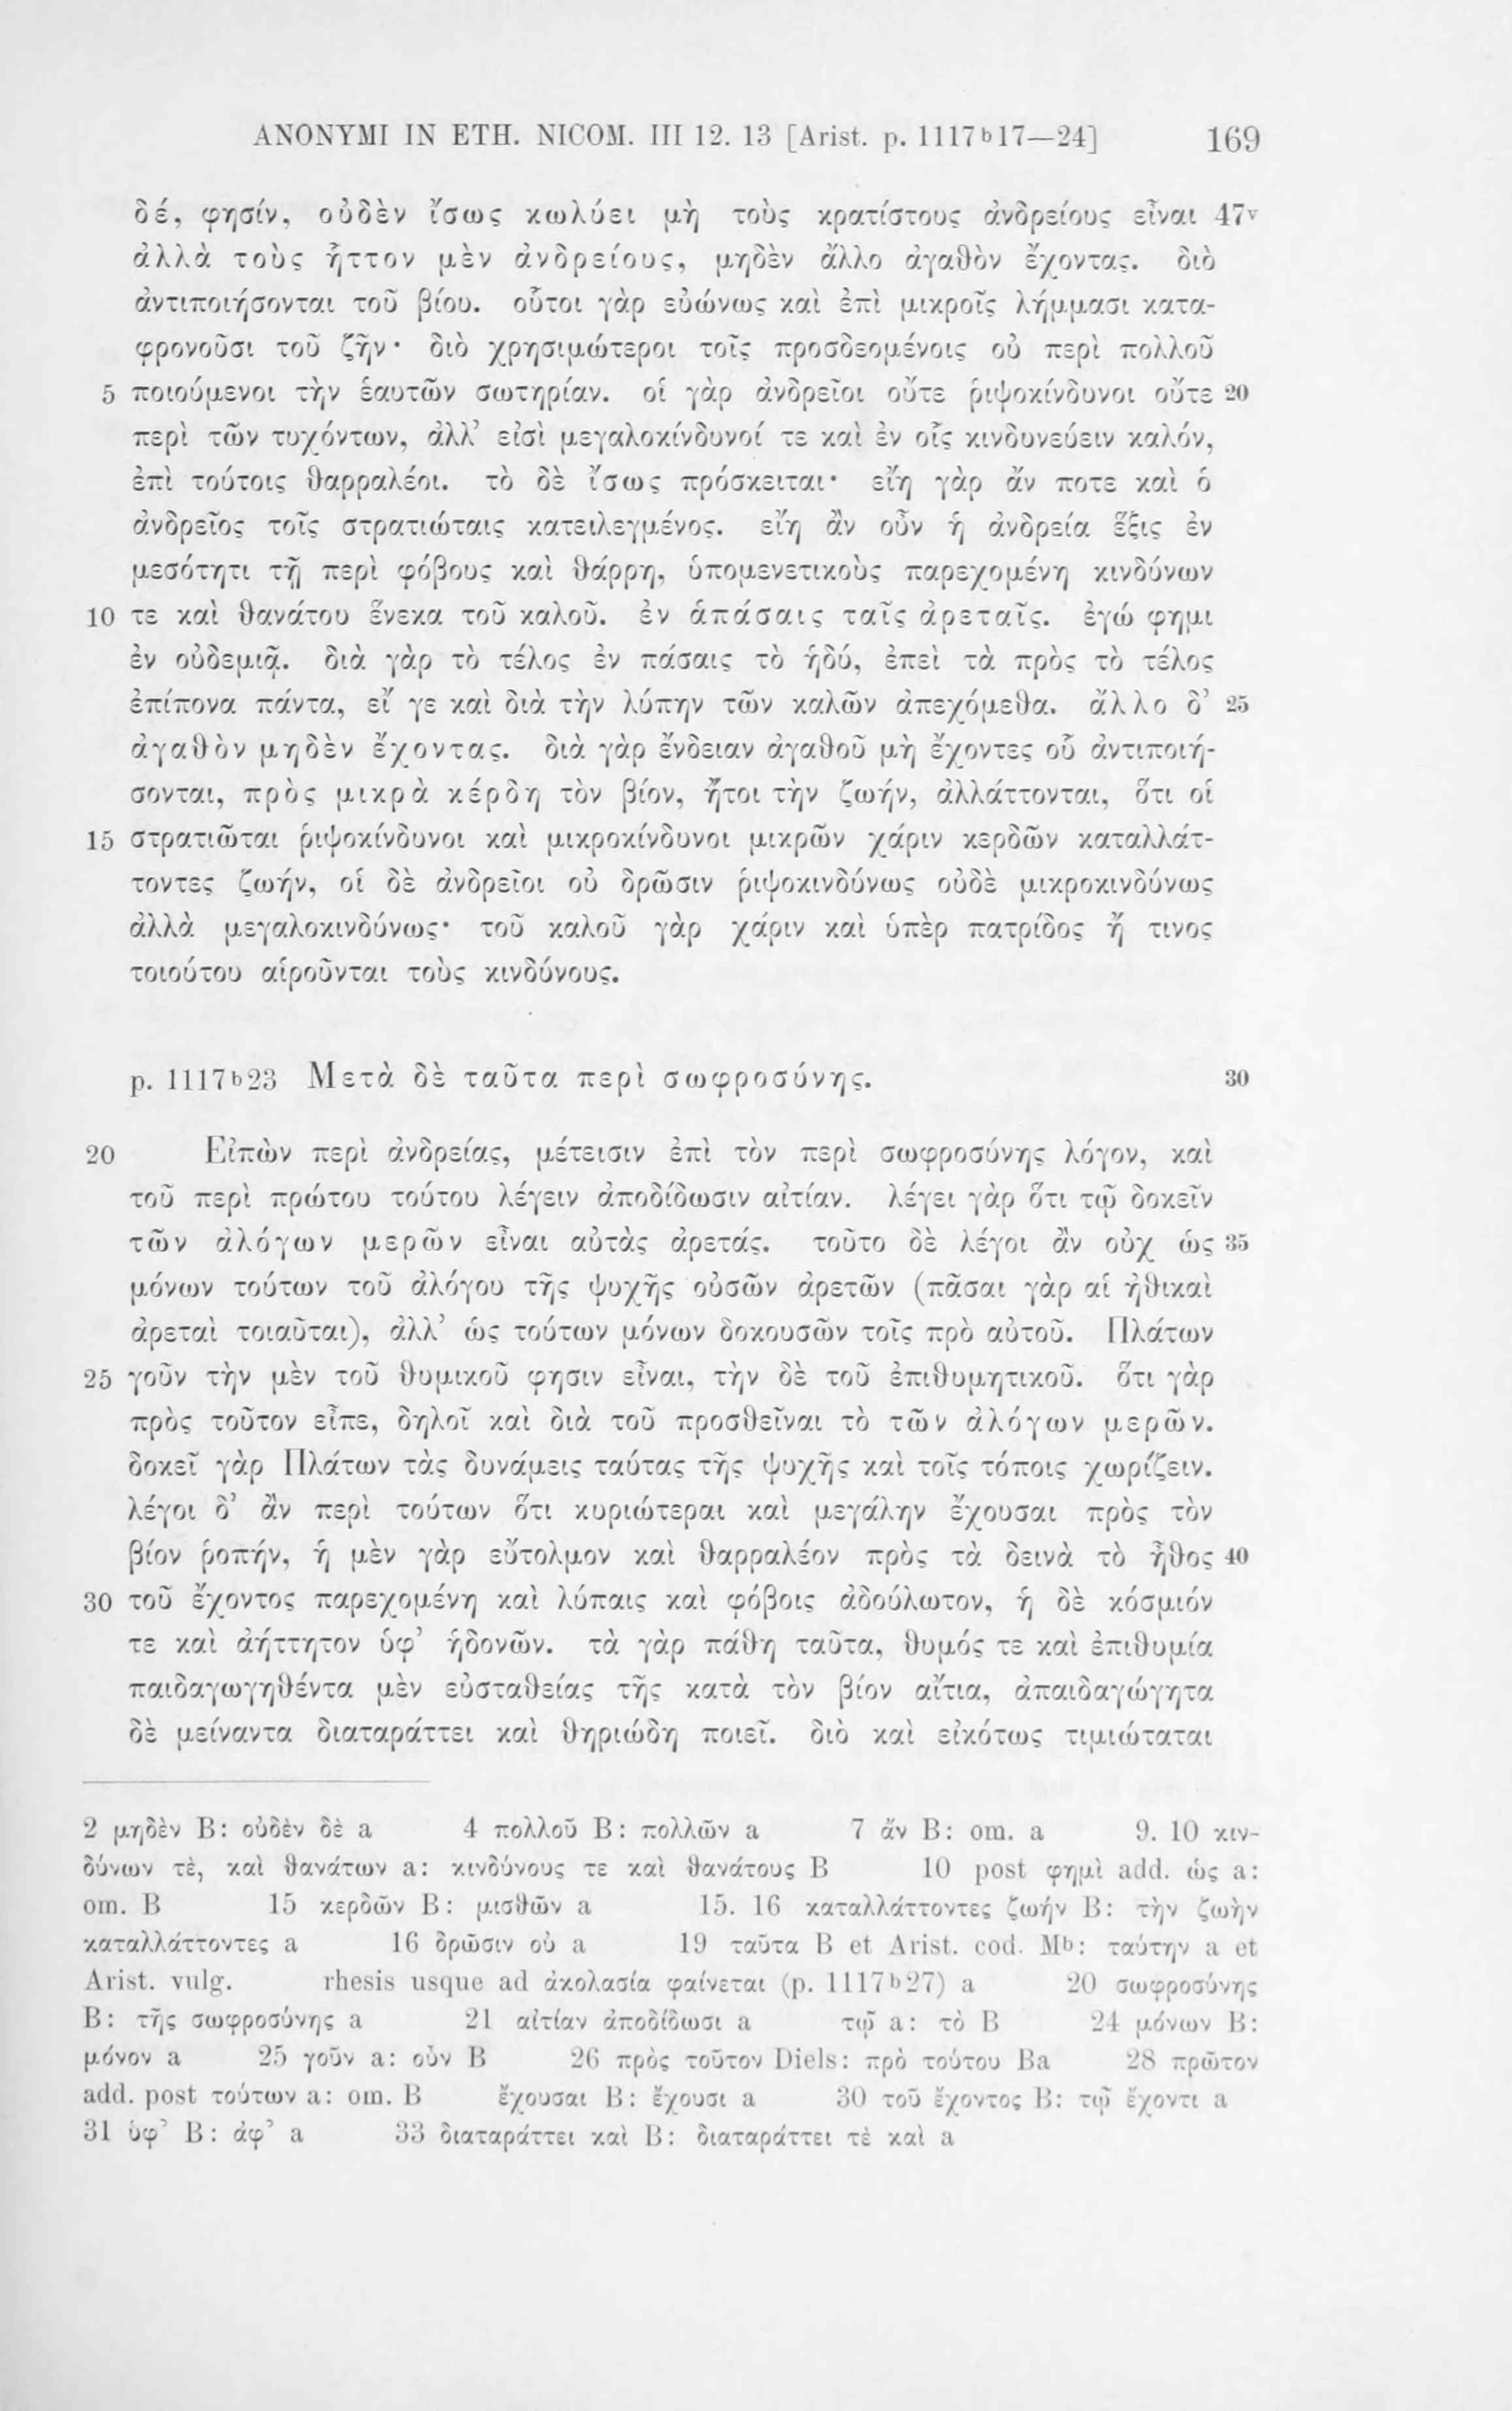 ANONYMI IN ETH. NICOM. III 12. 13 [Arist. p. 1117ᵇ17—24] 169
δέ, φησίν, οὐδὲν ἴσως κωλύει μὴ τοὺς κρατίστους ἀνδρείους εἶναι 47ᵛ
ἀλλὰ τοὺς ἧττον μὲν ἀνδρείους, μηδὲν ἄλλο ἀγαθὸν ἔχοντας. διὸ
ἀντιποιήσονται τοῦ βίου. οὗτοι γὰρ εὐώνως καὶ ἐπὶ μικροῖς λήμμασι κατα-
φρονοῦσι τοῦ ζῆν· διὸ χρησιμώτεροι τοῖς προσδεομένοις οὐ περὶ πολλοῦ
5 ποιούμενοι τὴν ἑαυτῶν σωτηρίαν. οἱ γὰρ ἀνδρεῖοι οὔτε ῥιψοκίνδυνοι οὔτε 20
περὶ τῶν τυχόντων, ἀλλ’ εἰσὶ μεγαλοκίνδυνοί τε καὶ ἐν οἷς κινδυνεύειν καλόν,
ἐπὶ τούτοις θαρραλέοι. τὸ δὲ ἴσως πρόσκειται· εἴη γὰρ ἄν ποτε καὶ ὁ
ἀνδρεῖος τοῖς στρατιώταις κατειλεγμένος. εἴη ἂν οὖν ἡ ἀνδρεία ἕξις ἐν
μεσότητι τῇ περὶ φόβους καὶ θάρρη, ὑπομενετικοὺς παρεχομένη κινδύνων
10 τε καὶ θανάτου ἕνεκα τοῦ καλοῦ. ἐν ἁπάσαις ταῖς ἀρεταῖς. ἐγώ φημι
ἐν οὐδεμιᾷ. διὰ γὰρ τὸ τέλος ἐν πάσαις τὸ ἡδύ, ἐπεὶ τὰ πρὸς τὸ τέλος
ἐπίπονα πάντα, εἴ γε καὶ διὰ τὴν λύπην τῶν καλῶν ἀπεχόμεθα. ἄλλο δ’ 25
ἀγαθὸν μηδὲν ἔχοντας. διὰ γὰρ ἔνδειαν ἀγαθοῦ μὴ ἔχοντες οὗ ἀντιποιή-
σονται, πρὸς μικρὰ κέρδη τὸν βίον, ἤτοι τὴν ζωήν, ἀλλάττονται, ὅτι οἱ
15 στρατιῶται ῥιψοκίνδυνοι καὶ μικροκίνδυνοι μικρῶν χάριν κερδῶν καταλλάτ-
τοντες ζωήν, οἱ δὲ ἀνδρεῖοι οὐ δρῶσιν ῥιψοκινδύνως οὐδὲ μικροκινδύνως
ἀλλὰ μεγαλοκινδύνως· τοῦ καλοῦ γὰρ χάριν καὶ ὑπὲρ πατρίδος ἤ τινος
τοιούτου αἱροῦνται τοὺς κινδύνους.
p. 1117ᵇ23 Μετὰ δὲ ταῦτα περὶ σωφροσύνης. 30
20 Εἰπὼν περὶ ἀνδρείας, μέτεισιν ἐπὶ τὸν περὶ σωφροσύνης λόγον, καὶ
τοῦ περὶ πρώτου τούτου λέγειν ἀποδίδωσιν αἰτίαν. λέγει γὰρ ὅτι τῷ δοκεῖν
τῶν ἀλόγων μερῶν εἶναι αὐτὰς ἀρετάς. τοῦτο δὲ λέγοι ἂν οὐχ ὡς 35
μόνων τούτων τοῦ ἀλόγου τῆς ψυχῆς οὐσῶν ἀρετῶν (πᾶσαι γὰρ αἱ ἠθικαὶ
ἀρεταὶ τοιαῦται), ἀλλ’ ὡς τούτων μόνων δοκουσῶν τοῖς πρὸ αὐτοῦ. Πλάτων
25 γοῦν τὴν μὲν τοῦ θυμικοῦ φησιν εἶναι, τὴν δὲ τοῦ ἐπιθυμητικοῦ. ὅτι γὰρ
πρὸς τοῦτον εἶπε, δηλοῖ καὶ διὰ τοῦ προσθεῖναι τὸ τῶν ἀλόγων μερῶν.
δοκεῖ γὰρ Πλάτων τὰς δυνάμεις ταύτας τῆς ψυχῆς καὶ τοῖς τόποις χωρίζειν.
λέγοι δ’ ἂν περὶ τούτων ὅτι κυριώτεραι καὶ μεγάλην ἔχουσαι πρὸς τὸν
βίον ῥοπήν, ἡ μὲν γὰρ εὔτολμον καὶ θαρραλέον πρὸς τὰ δεινὰ τὸ ἦθος 40
30 τοῦ ἔχοντος παρεχομένη καὶ λύπαις καὶ φόβοις ἀδούλωτον, ἡ δὲ κόσμιόν
τε καὶ ἀήττητον ὑφ’ ἡδονῶν. τὰ γὰρ πάθη ταῦτα, θυμός τε καὶ ἐπιθυμία
παιδαγωγηθέντα μὲν εὐσταθείας τῆς κατὰ τὸν βίον αἴτια, ἀπαιδαγώγητα
δὲ μείναντα διαταράττει καὶ θηριώδη ποιεῖ. διὸ καὶ εἰκότως τιμιώταται
2 μηδὲν B: οὐδὲν δὲ a 4 πολλοῦ B: πολλῶν a 7 ἄν B: om. a 9. 10 κιν-
δύνων τὲ, καὶ θανάτων a: κινδύνους τε καὶ θανάτους B 10 post φημὶ add. ὡς a:
om. B 15 κερδῶν B: μισθῶν a 15. 16 καταλλάττοντες ζωήν B: τὴν ζωὴν
καταλλάττοντες a 16 δρῶσιν οὐ a 19 ταῦτα B et Arist. cod. Mᵇ: ταύτην a et
Arist. vulg. rhesis usque ad ἀκολασία φαίνεται (p. 1117ᵇ27) a 20 σωφροσύνης
B: τῆς σωφροσύνης a 21 αἰτίαν ἀποδίδωσι a τῷ a: τὸ B 24 μόνων B:
μόνον a 25 γοῦν a: οὖν B 26 πρὸς τοῦτον Diels: πρὸ τούτου Ba 28 πρῶτον
add. post τούτων a: om. B ἔχουσαι B: ἔχουσι a 30 τοῦ ἔχοντος B: τῷ ἔχοντι a
31 ὑφ’ B: ἀφ’ a 33 διαταράττει καὶ B: διαταράττει τὲ καὶ a